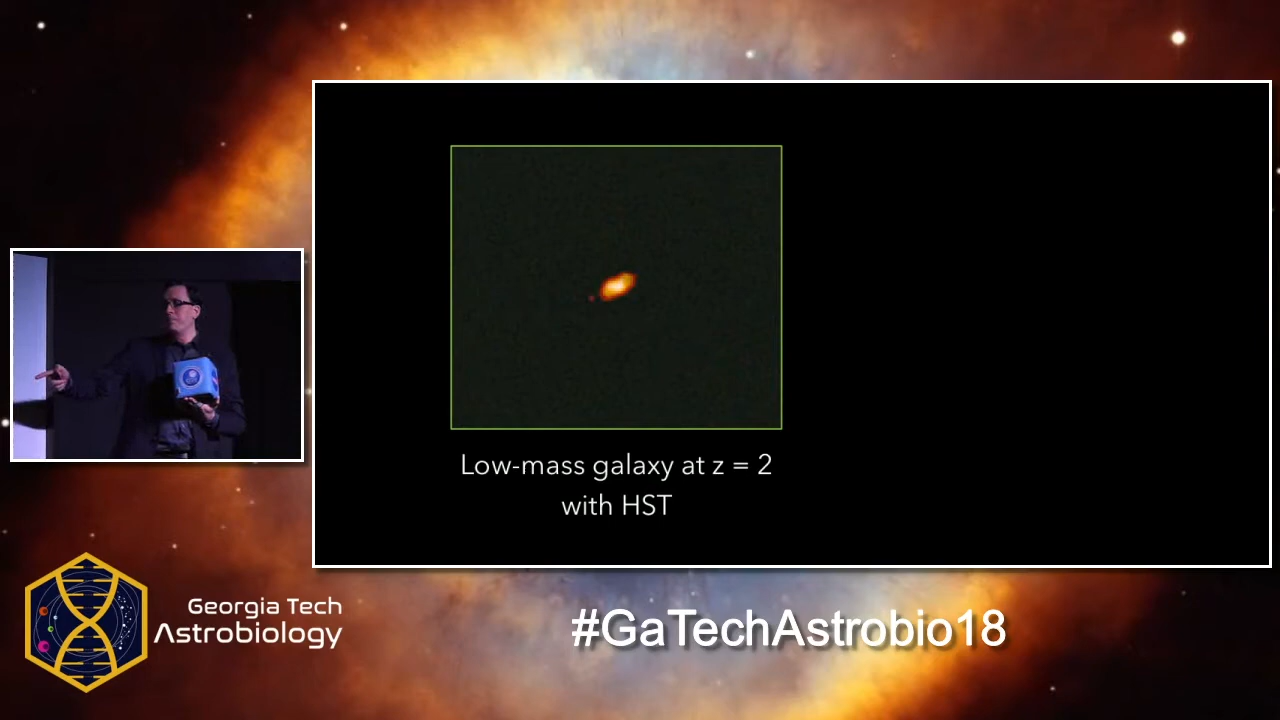 Low-mass galaxy at z = 2
with HST
Georgia Tech
Astrobiology
#GaTechAstrobio18